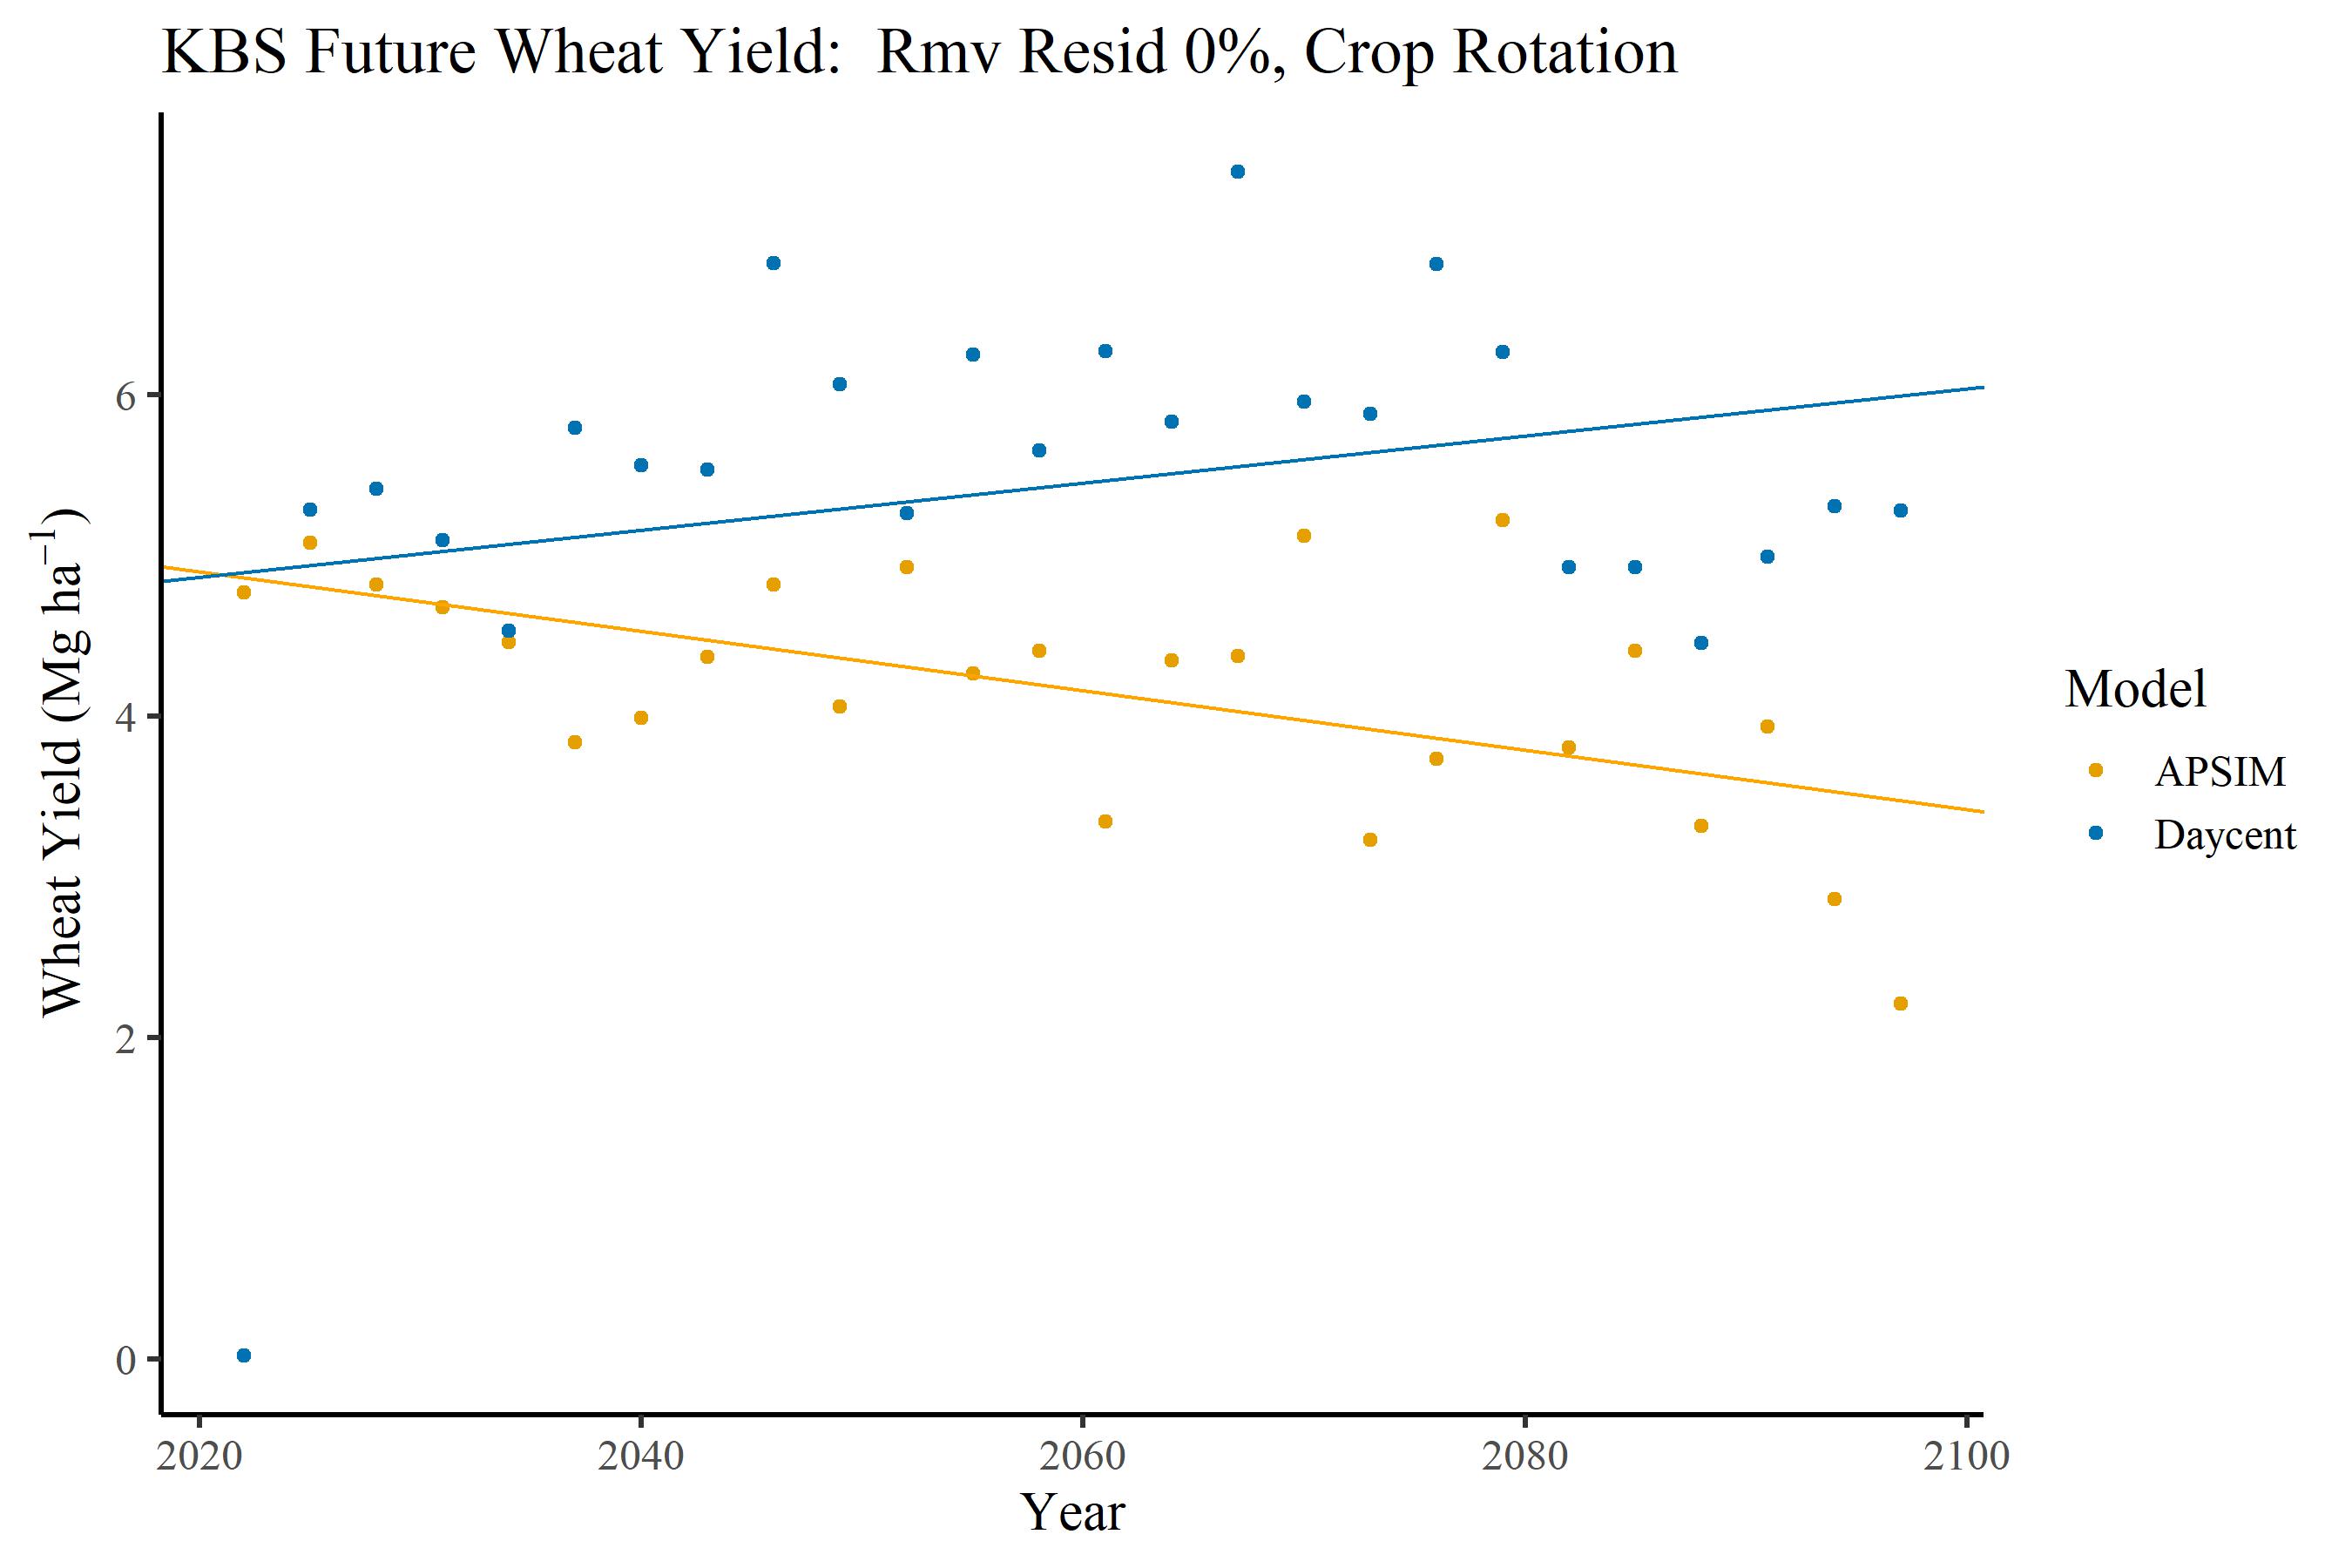 KBS Future Wheat Yield:  Rmv Resid 0%, Crop Rotation
Wheat Yield (Mg ha⁻¹)
6
4
2
0
2020 2040 2060 2080 2100
Year
Model
APSIM
Daycent